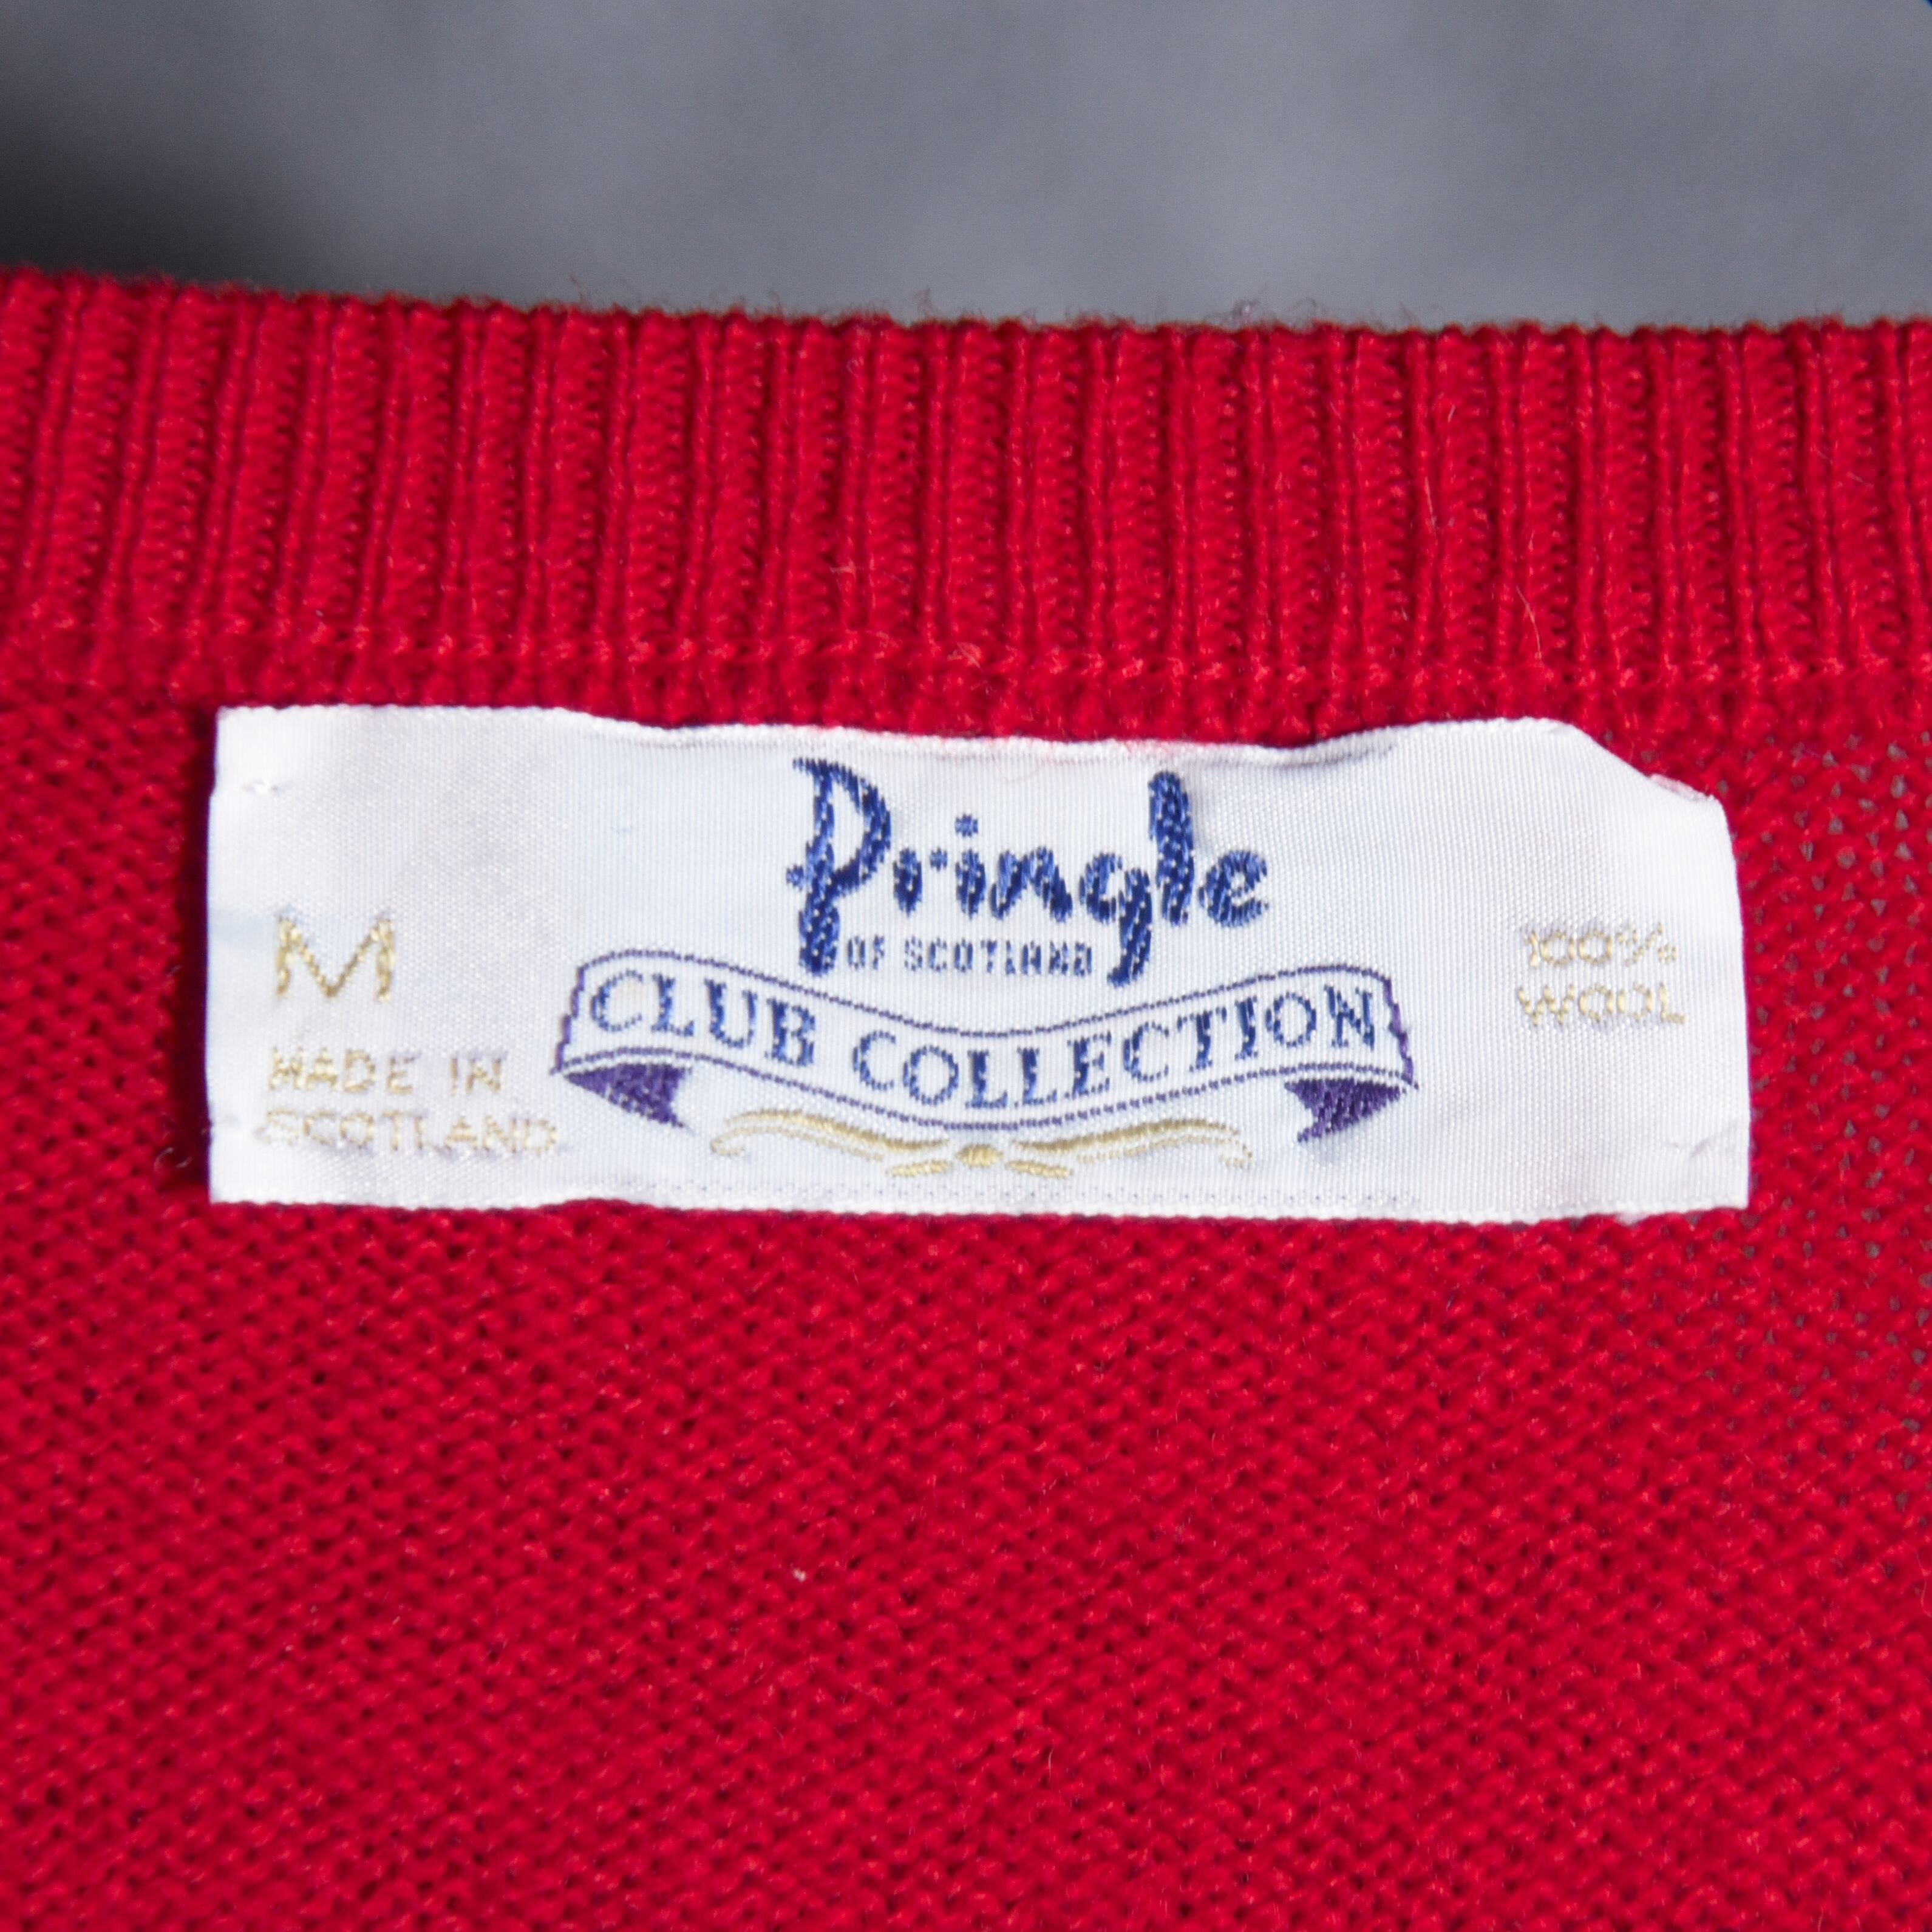 Pringle
OF SCOTLAND
CLUB COLLECTION
M
MADE IN
SCOTLAND
100%
WOOL